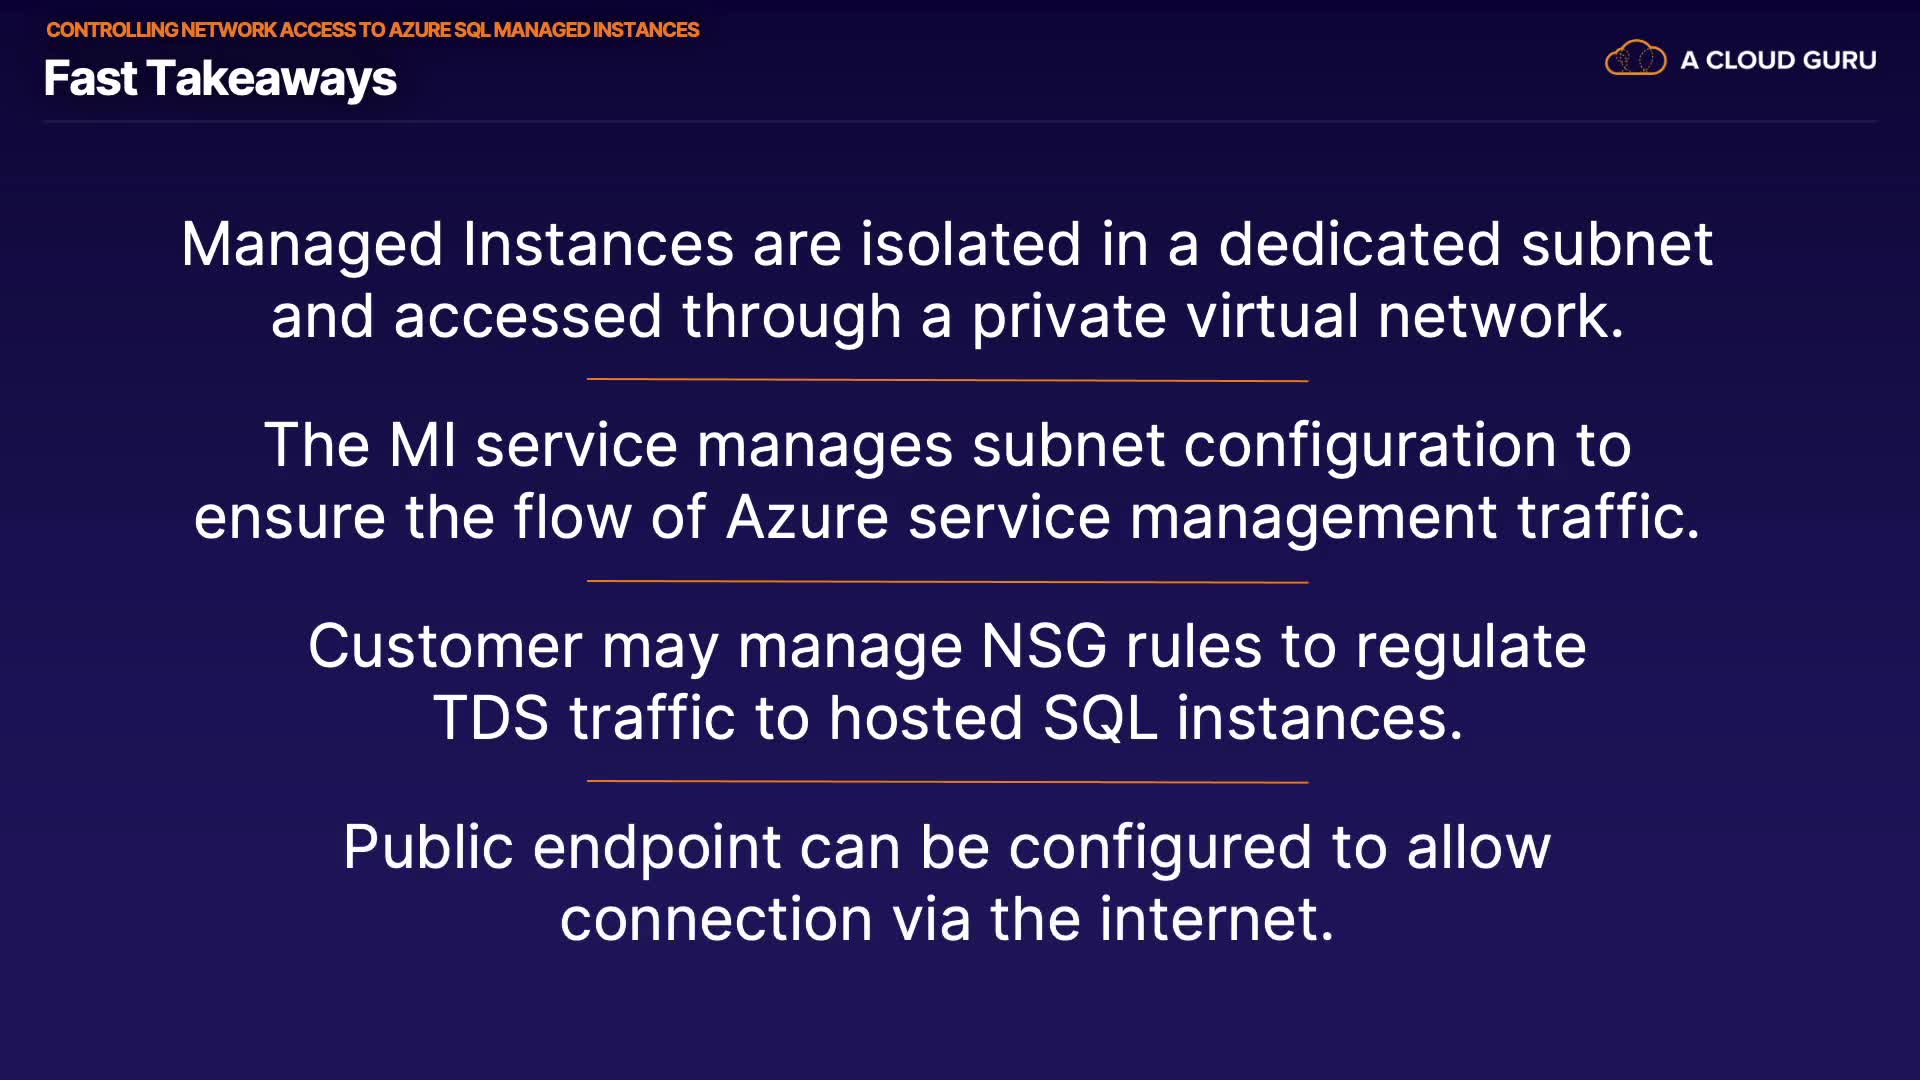 CONTROLLING NETWORK ACCESS TO AZURE SQL MANAGED INSTANCES
Fast Takeaways
A CLOUD GURU
Managed Instances are isolated in a dedicated subnet
and accessed through a private virtual network.
The MI service manages subnet configuration to
ensure the flow of Azure service management traffic.
Customer may manage NSG rules to regulate
TDS traffic to hosted SQL instances.
Public endpoint can be configured to allow
connection via the internet.